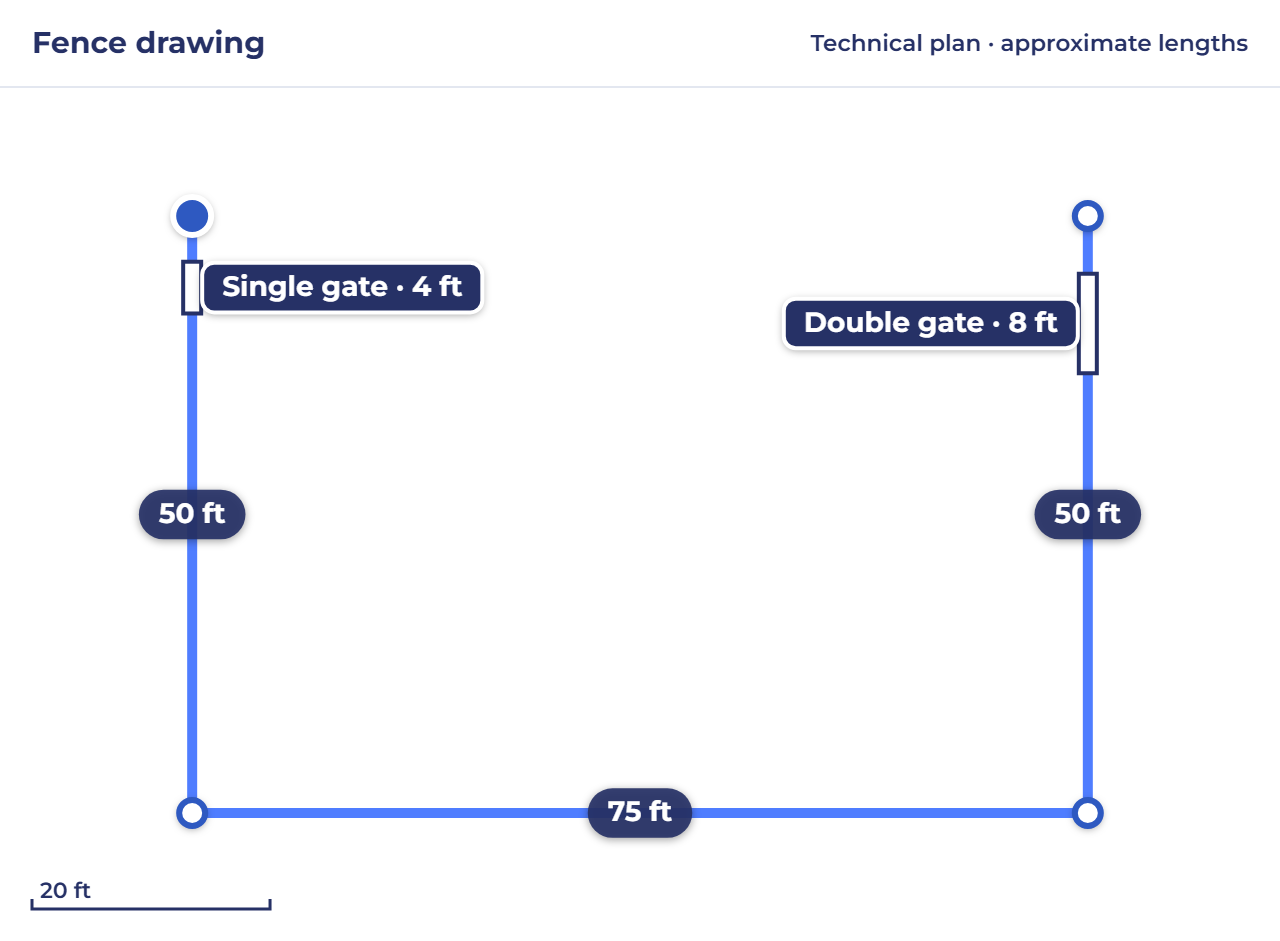 Fence drawing
Technical plan · approximate lengths
Single gate · 4 ft
Double gate · 8 ft
50 ft
50 ft
75 ft
20 ft